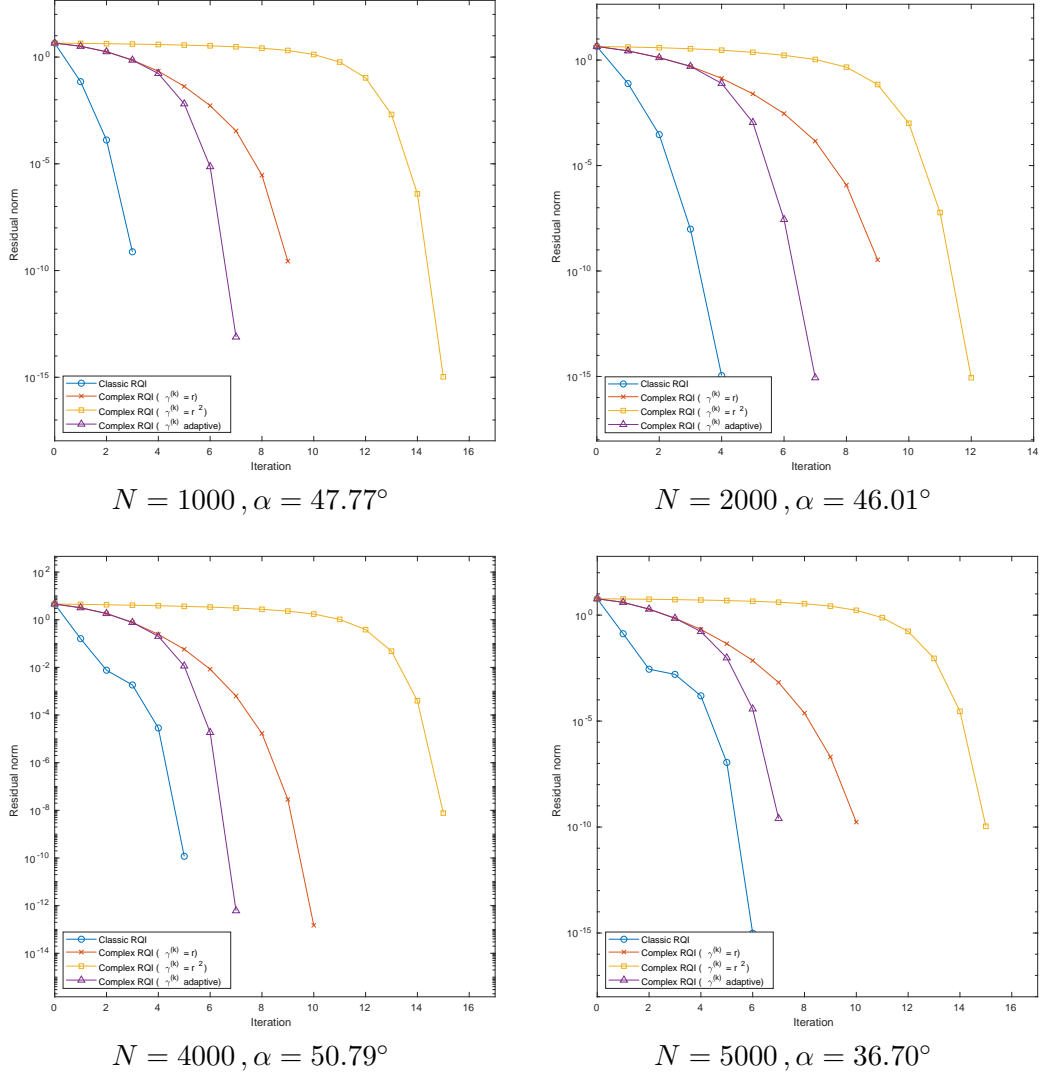 10^0
10^-5
10^-10
10^-15
Residual norm
0 2 4 6 8 10 12 14 16
Iteration
Classic RQI
Complex RQI ( γ^(k) = r)
Complex RQI ( γ^(k) = r^2)
Complex RQI ( γ^(k) adaptive)
N = 1000 , α = 47.77°
10^0
10^-5
10^-10
10^-15
Residual norm
0 2 4 6 8 10 12 14
Iteration
Classic RQI
Complex RQI ( γ^(k) = r)
Complex RQI ( γ^(k) = r^2)
Complex RQI ( γ^(k) adaptive)
N = 2000 , α = 46.01°
10^2
10^0
10^-2
10^-4
10^-6
10^-8
10^-10
10^-12
10^-14
Residual norm
0 2 4 6 8 10 12 14 16
Iteration
Classic RQI
Complex RQI ( γ^(k) = r)
Complex RQI ( γ^(k) = r^2)
Complex RQI ( γ^(k) adaptive)
N = 4000 , α = 50.79°
10^0
10^-5
10^-10
10^-15
Residual norm
0 2 4 6 8 10 12 14 16
Iteration
Classic RQI
Complex RQI ( γ^(k) = r)
Complex RQI ( γ^(k) = r^2)
Complex RQI ( γ^(k) adaptive)
N = 5000 , α = 36.70°